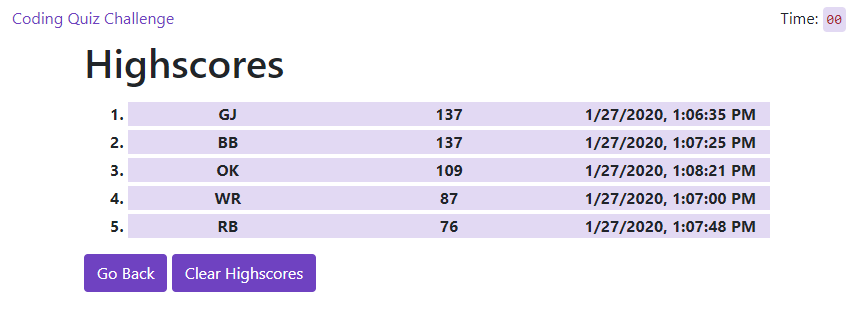 Coding Quiz Challenge Time: 00
Highscores
1. GJ 137 1/27/2020, 1:06:35 PM
2. BB 137 1/27/2020, 1:07:25 PM
3. OK 109 1/27/2020, 1:08:21 PM
4. WR 87 1/27/2020, 1:07:00 PM
5. RB 76 1/27/2020, 1:07:48 PM
Go Back Clear Highscores